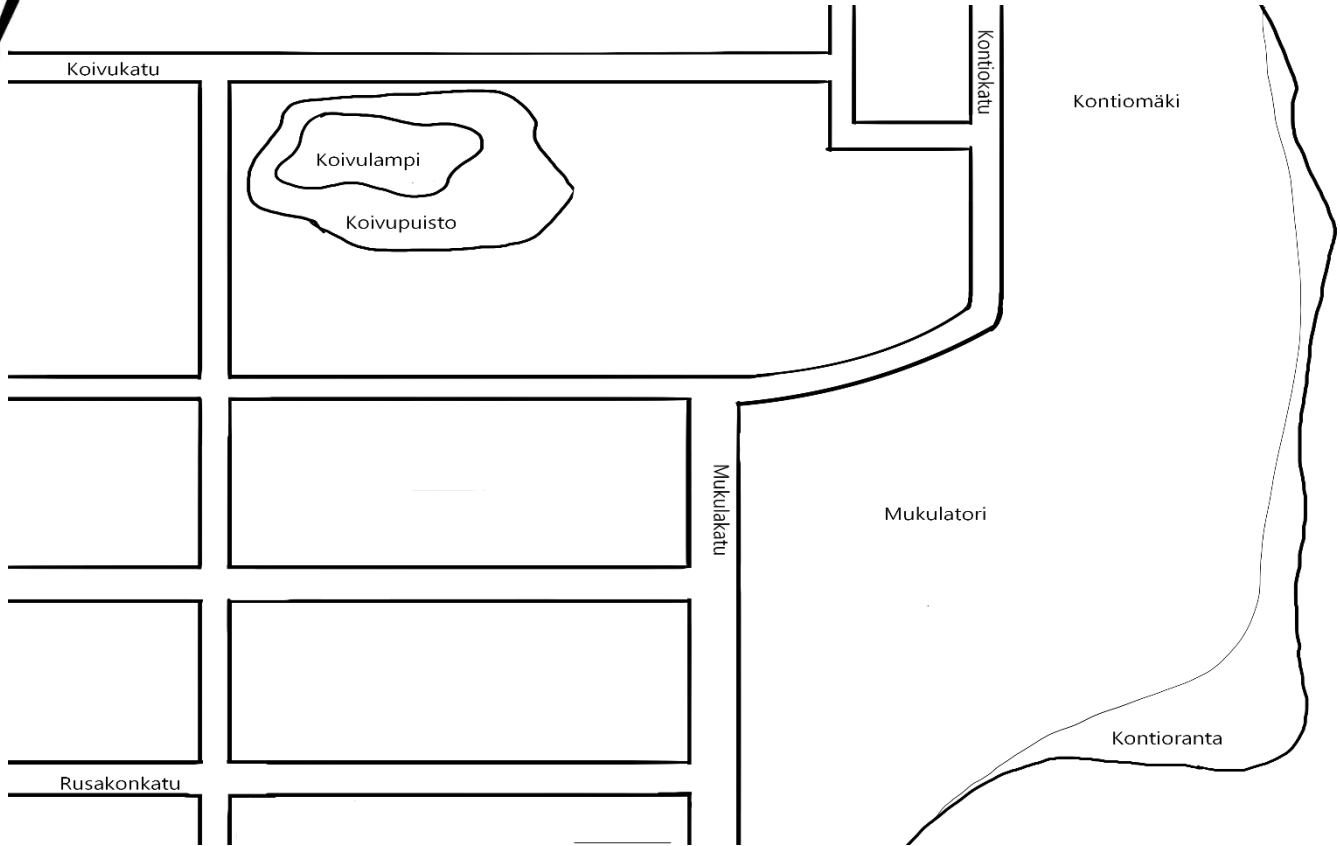 Koivukatu
Kontiokatu
Kontiomäki
Koivulampi
Koivupuisto
Mukulakatu
Mukulatori
Kontioranta
Rusakonkatu